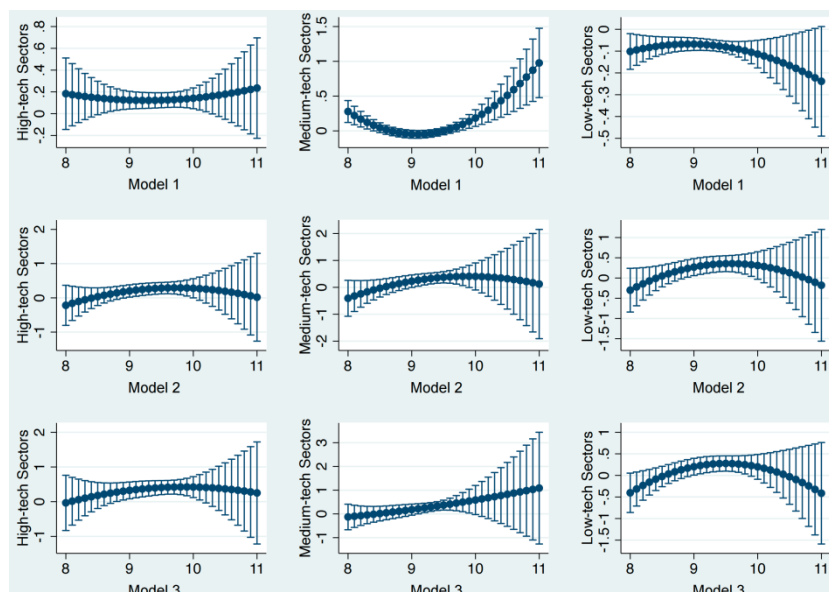 High-tech Sectors
-.2 0 .2 .4 .6 .8
8 9 10 11
Model 1
Medium-tech Sectors
0 .5 1 1.5
8 9 10 11
Model 1
Low-tech Sectors
-.5 -.4 -.3 -.2 -.1 0
8 9 10 11
Model 1
High-tech Sectors
-1 0 1 2
8 9 10 11
Model 2
Medium-tech Sectors
-2 -1 0 1 2
8 9 10 11
Model 2
Low-tech Sectors
-1.5 -1 -.5 0 .5 1
8 9 10 11
Model 2
High-tech Sectors
-1 0 1 2
8 9 10 11
Model 3
Medium-tech Sectors
-1 0 1 2 3
8 9 10 11
Model 3
Low-tech Sectors
-1.5 -1 -.5 0 .5 1
8 9 10 11
Model 3